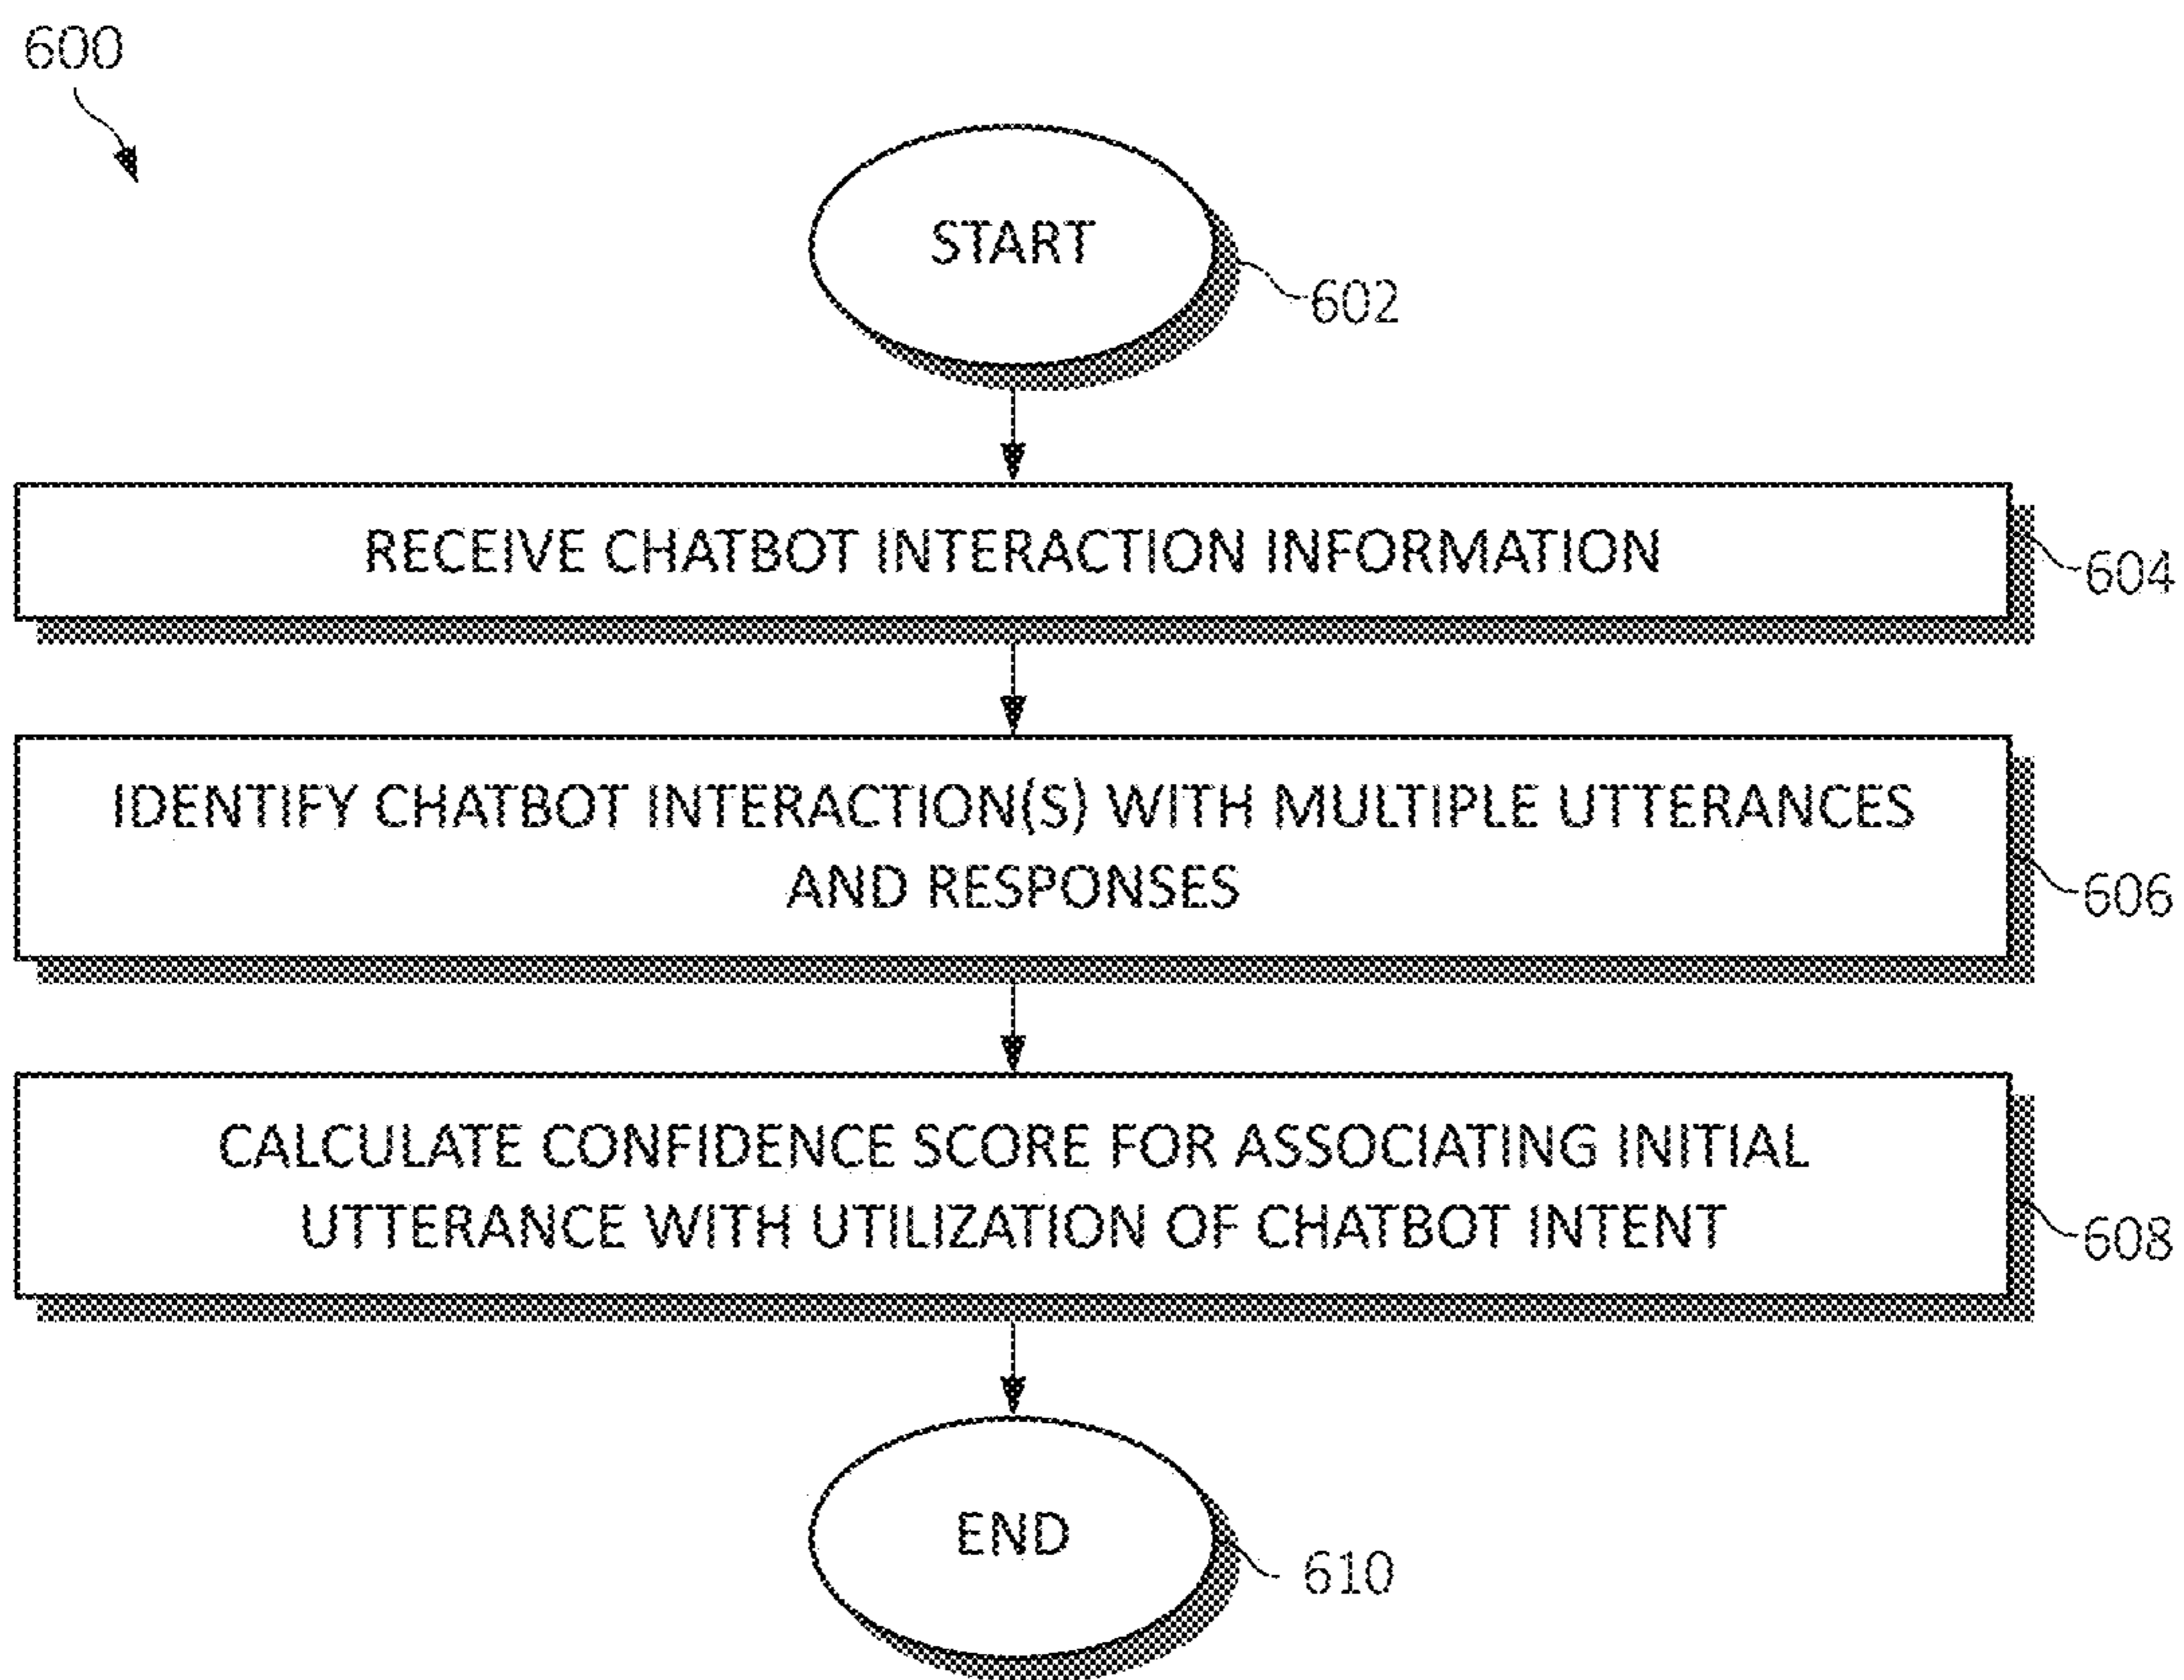 600
START
602
RECEIVE CHATBOT INTERACTION INFORMATION
604
IDENTIFY CHATBOT INTERACTION(S) WITH MULTIPLE UTTERANCES
AND RESPONSES
606
CALCULATE CONFIDENCE SCORE FOR ASSOCIATING INITIAL
UTTERANCE WITH UTILIZATION OF CHATBOT INTENT
608
END
610